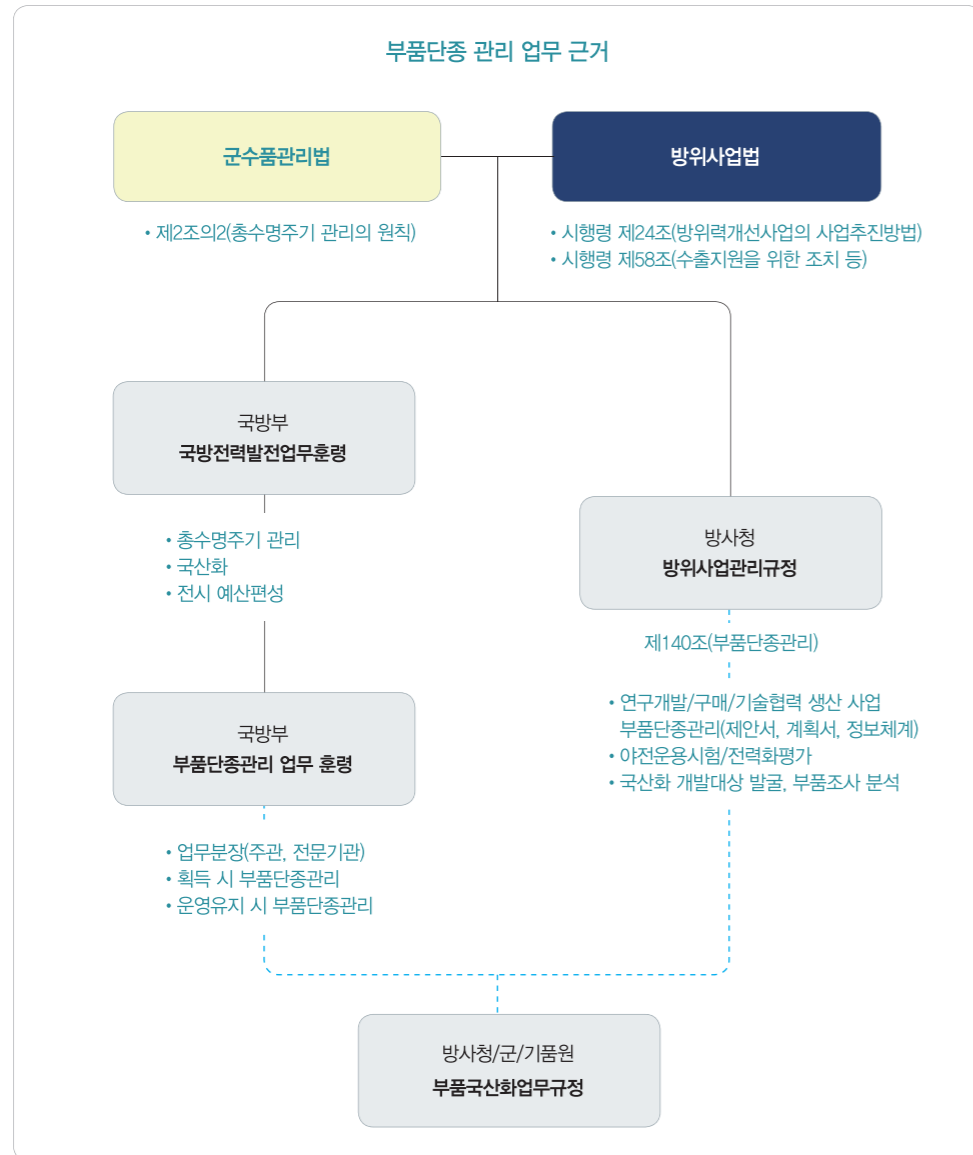 부품단종 관리 업무 근거
군수품관리법
방위사업법
• 제2조의2(총수명주기 관리의 원칙)
• 시행령 제24조(방위력개선사업의 사업추진방법)
• 시행령 제58조(수출지원을 위한 조치 등)
국방부
국방전력발전업무훈령
• 총수명주기 관리
• 국산화
• 전시 예산편성
방사청
방위사업관리규정
제140조(부품단종관리)
• 연구개발/구매/기술협력 생산 사업
부품단종관리(제안서, 계획서, 정보체계)
• 야전운용시험/전력화평가
• 국산화 개발대상 발굴, 부품조사 분석
국방부
부품단종관리 업무 훈령
• 업무분장(주관, 전문기관)
• 획득 시 부품단종관리
• 운영유지 시 부품단종관리
방사청/군/기품원
부품국산화업무규정